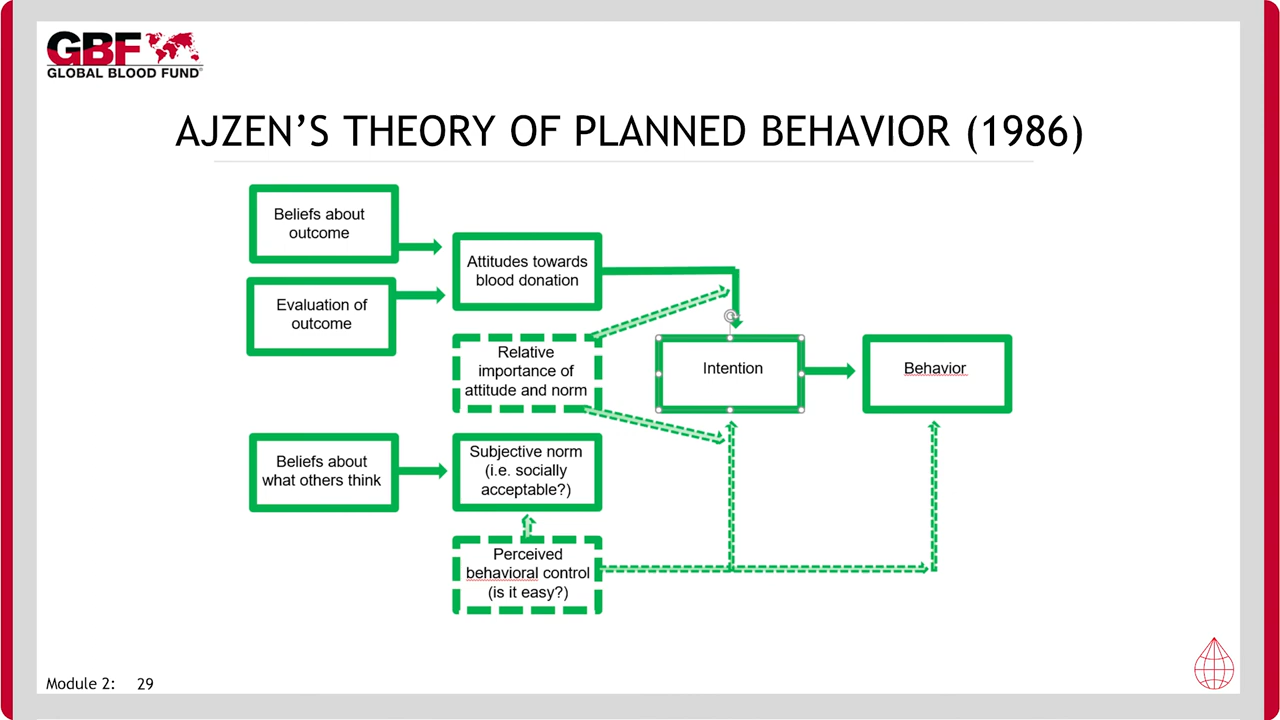 GBF
GLOBAL BLOOD FUND
AJZEN'S THEORY OF PLANNED BEHAVIOR (1986)
Beliefs about
outcome
Evaluation of
outcome
Attitudes towards
blood donation
Relative
importance of
attitude and norm
Intention
Behavior
Beliefs about
what others think
Subjective norm
(i.e. socially
acceptable?)
Perceived
behavioral control
(is it easy?)
Module 2: 29